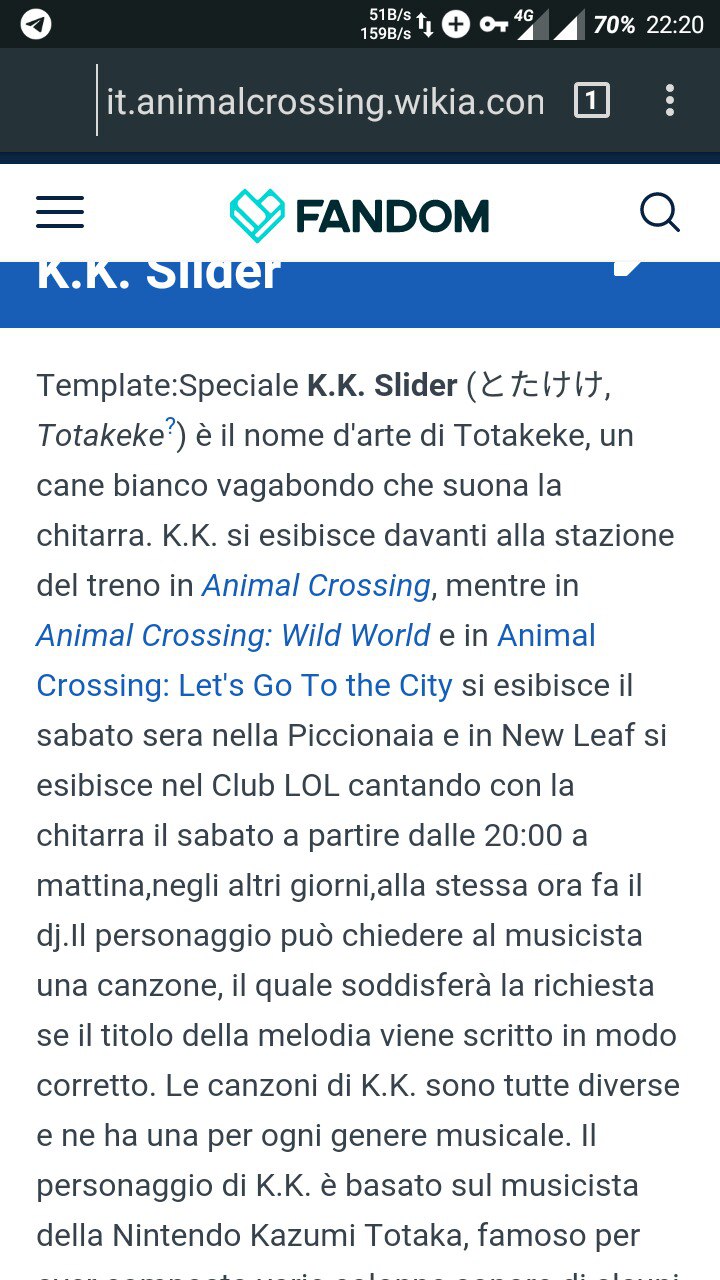 51B/s
159B/s
4G
70% 22:20
it.animalcrossing.wikia.con
1
FANDOM
K.K. Slider
Template:Speciale K.K. Slider (とたけけ,
Totakeke?) è il nome d'arte di Totakeke, un
cane bianco vagabondo che suona la
chitarra. K.K. si esibisce davanti alla stazione
del treno in Animal Crossing, mentre in
Animal Crossing: Wild World e in Animal
Crossing: Let's Go To the City si esibisce il
sabato sera nella Piccionaia e in New Leaf si
esibisce nel Club LOL cantando con la
chitarra il sabato a partire dalle 20:00 a
mattina,negli altri giorni,alla stessa ora fa il
dj.Il personaggio può chiedere al musicista
una canzone, il quale soddisferà la richiesta
se il titolo della melodia viene scritto in modo
corretto. Le canzoni di K.K. sono tutte diverse
e ne ha una per ogni genere musicale. Il
personaggio di K.K. è basato sul musicista
della Nintendo Kazumi Totaka, famoso per